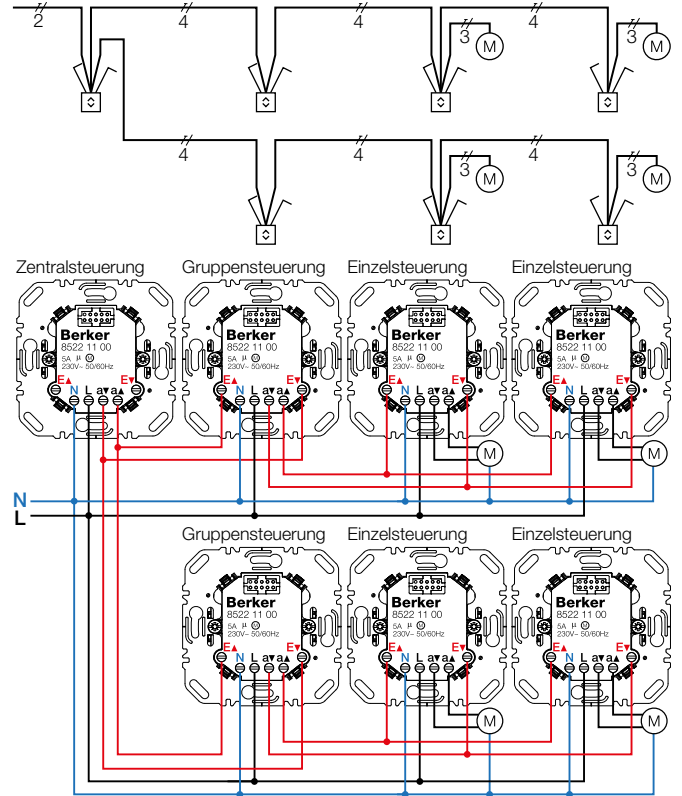 2 4 4 3 M 4 3 M
4 4 3 M 4 3 M
Zentralsteuerung Gruppensteuerung Einzelsteuerung Einzelsteuerung
Berker Berker Berker Berker
8522 11 00 8522 11 00 8522 11 00 8522 11 00
5A µ M 5A µ M 5A µ M 5A µ M
230V~ 50/60Hz 230V~ 50/60Hz 230V~ 50/60Hz 230V~ 50/60Hz
E▲ N L a▼ a▲ E▼ E▲ N L a▼ a▲ E▼ E▲ N L a▼ a▲ E▼ E▲ N L a▼ a▲ E▼
M M
N
L
Gruppensteuerung Einzelsteuerung Einzelsteuerung
Berker Berker Berker
8522 11 00 8522 11 00 8522 11 00
5A µ M 5A µ M 5A µ M
230V~ 50/60Hz 230V~ 50/60Hz 230V~ 50/60Hz
E▲ N L a▼ a▲ E▼ E▲ N L a▼ a▲ E▼ E▲ N L a▼ a▲ E▼
M M